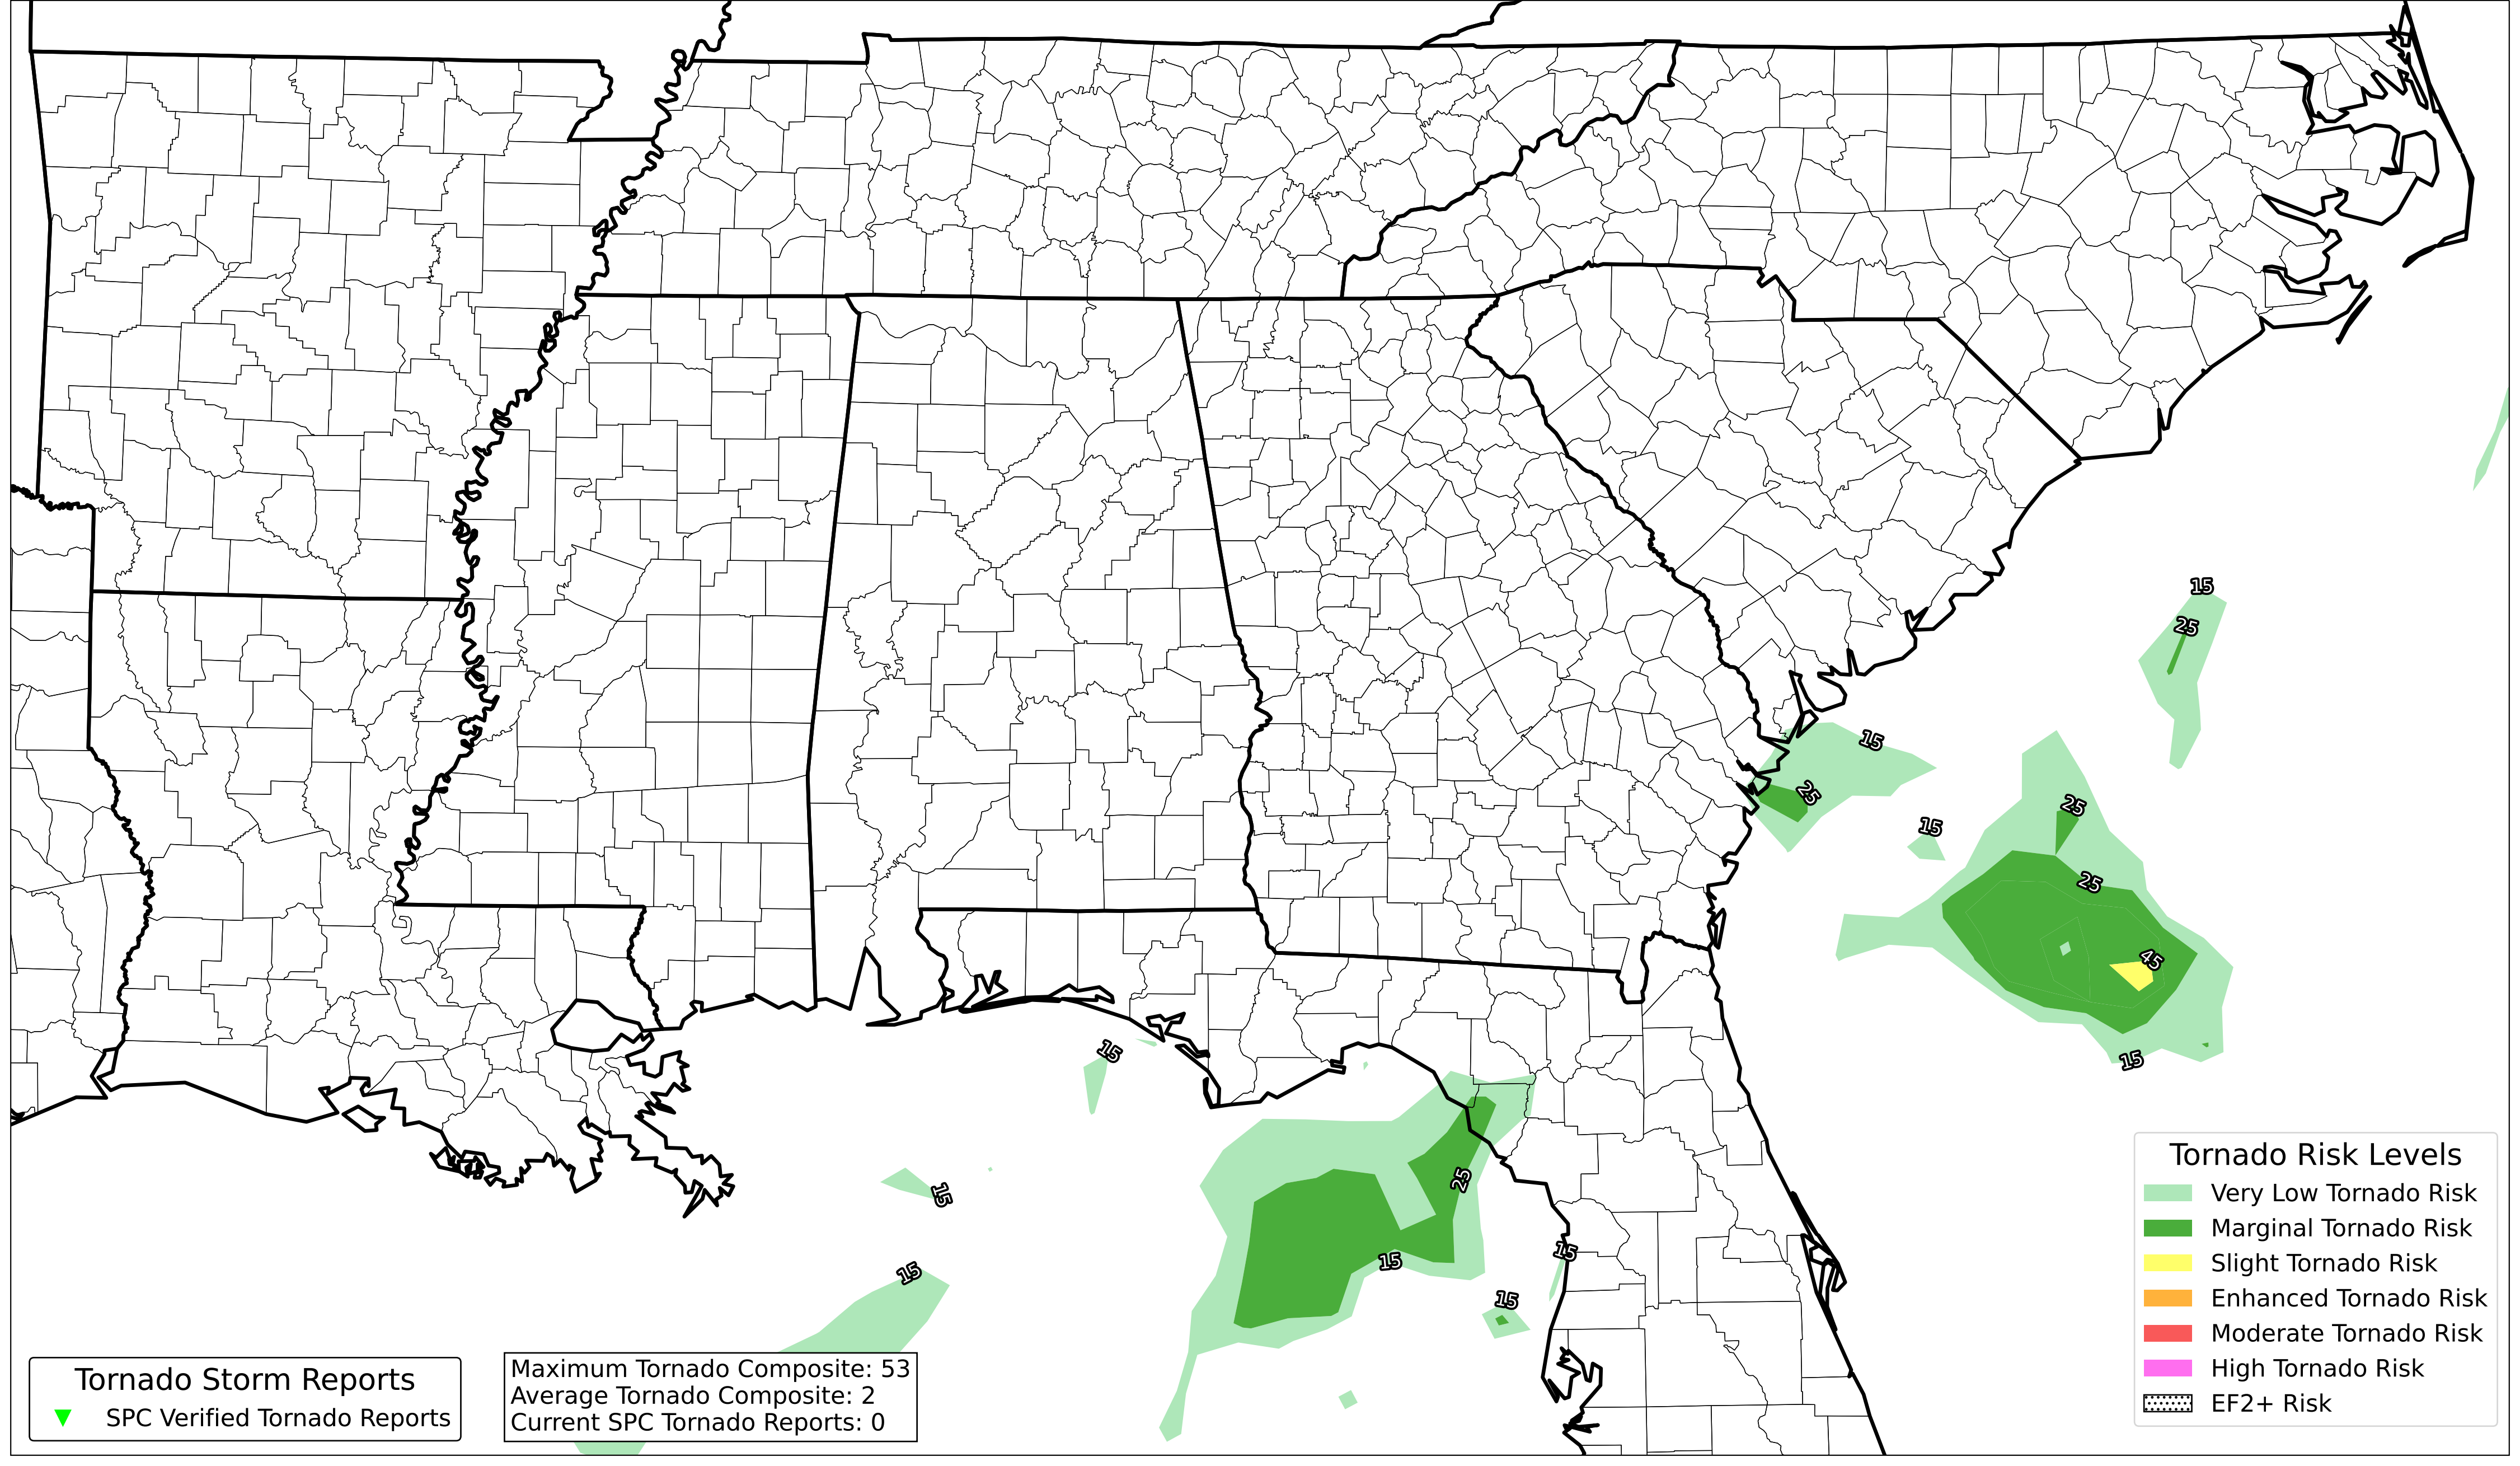 15
25
15
25
15
25
25
45
15
15
25
15
15
15
15
15
Tornado Risk Levels
Very Low Tornado Risk
Marginal Tornado Risk
Slight Tornado Risk
Enhanced Tornado Risk
Moderate Tornado Risk
High Tornado Risk
EF2+ Risk
Tornado Storm Reports
SPC Verified Tornado Reports
Maximum Tornado Composite: 53
Average Tornado Composite: 2
Current SPC Tornado Reports: 0